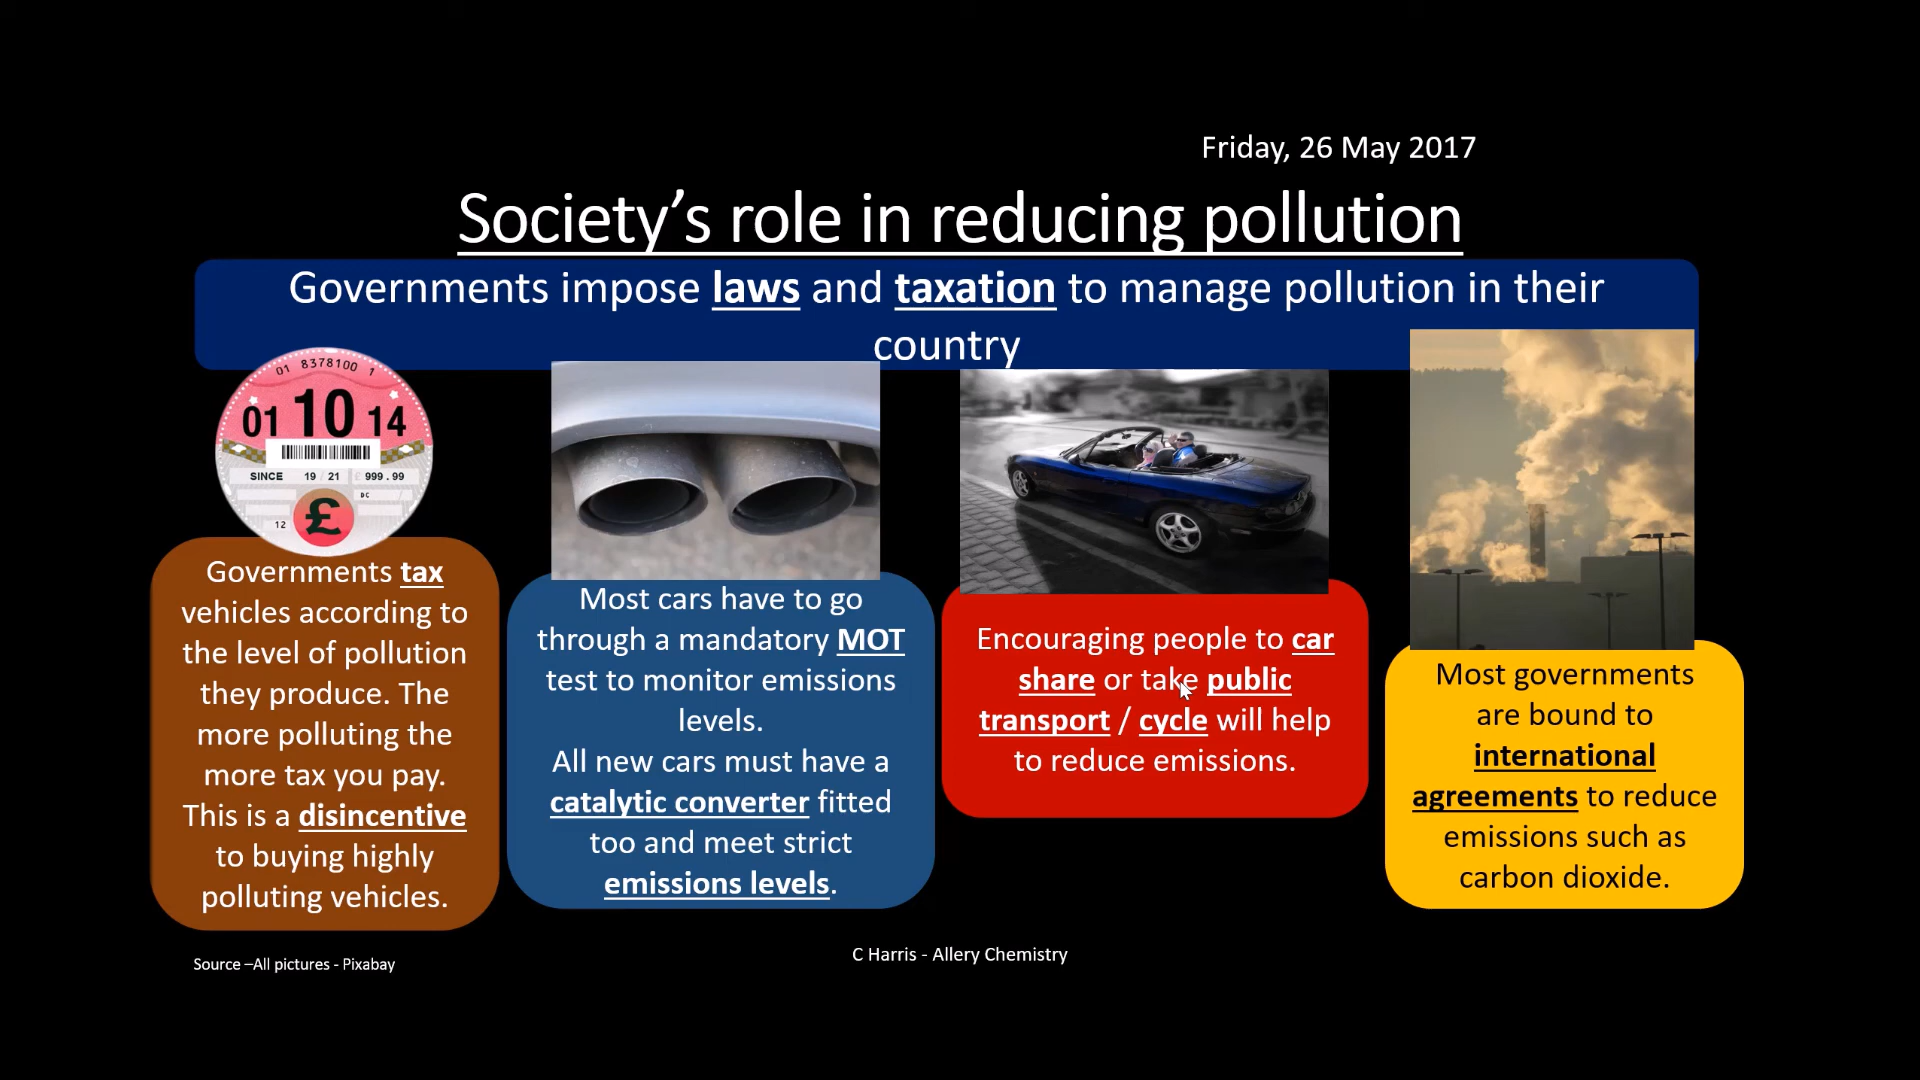 Friday, 26 May 2017
Society’s role in reducing pollution
Governments impose laws and taxation to manage pollution in their
country
01 8378100 1
01 10 14
SINCE 19 21 £ 999.99
DC
12
£
Governments tax
vehicles according to
the level of pollution
they produce. The
more polluting the
more tax you pay.
This is a disincentive
to buying highly
polluting vehicles.
Most cars have to go
through a mandatory MOT
test to monitor emissions
levels.
All new cars must have a
catalytic converter fitted
too and meet strict
emissions levels.
Encouraging people to car
share or take public
transport / cycle will help
to reduce emissions.
Most governments
are bound to
international
agreements to reduce
emissions such as
carbon dioxide.
Source –All pictures - Pixabay
C Harris - Allery Chemistry